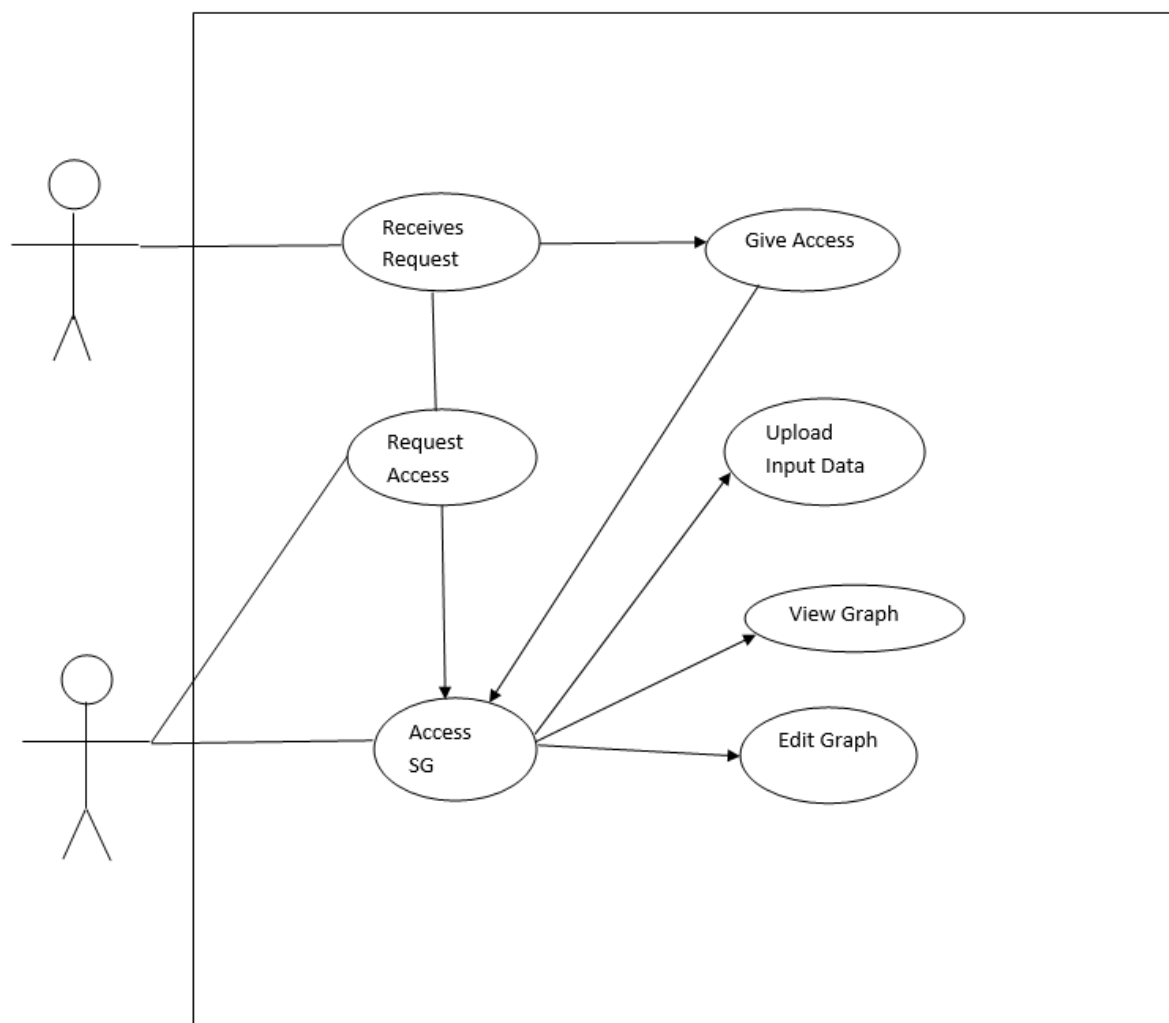 Receives
Request
Give Access
Request
Access
Upload
Input Data
View Graph
Access
SG
Edit Graph